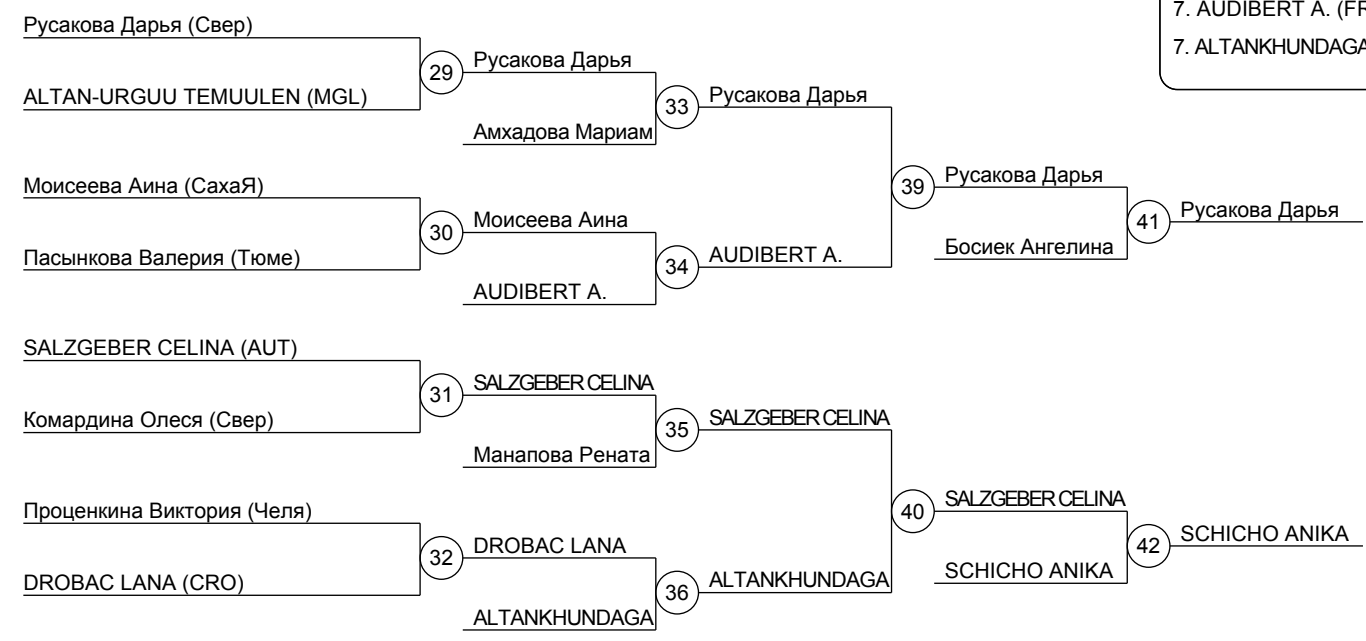 7. AUDIBERT A. (FR
7. ALTANKHUNDAGA
Русакова Дарья (Свер)
ALTAN-URGUU TEMUULEN (MGL)
29
Русакова Дарья
Амхадова Мариам
33
Русакова Дарья
Моисеева Аина (СахаЯ)
Пасынкова Валерия (Тюме)
30
Моисеева Аина
AUDIBERT A.
34
AUDIBERT A.
39
Русакова Дарья
Босиек Ангелина
41
Русакова Дарья
SALZGEBER CELINA (AUT)
Комардина Олеся (Свер)
31
SALZGEBER CELINA
Манапова Рената
35
SALZGEBER CELINA
Проценкина Виктория (Челя)
DROBAC LANA (CRO)
32
DROBAC LANA
ALTANKHUNDAGA
36
ALTANKHUNDAGA
40
SALZGEBER CELINA
SCHICHO ANIKA
42
SCHICHO ANIKA